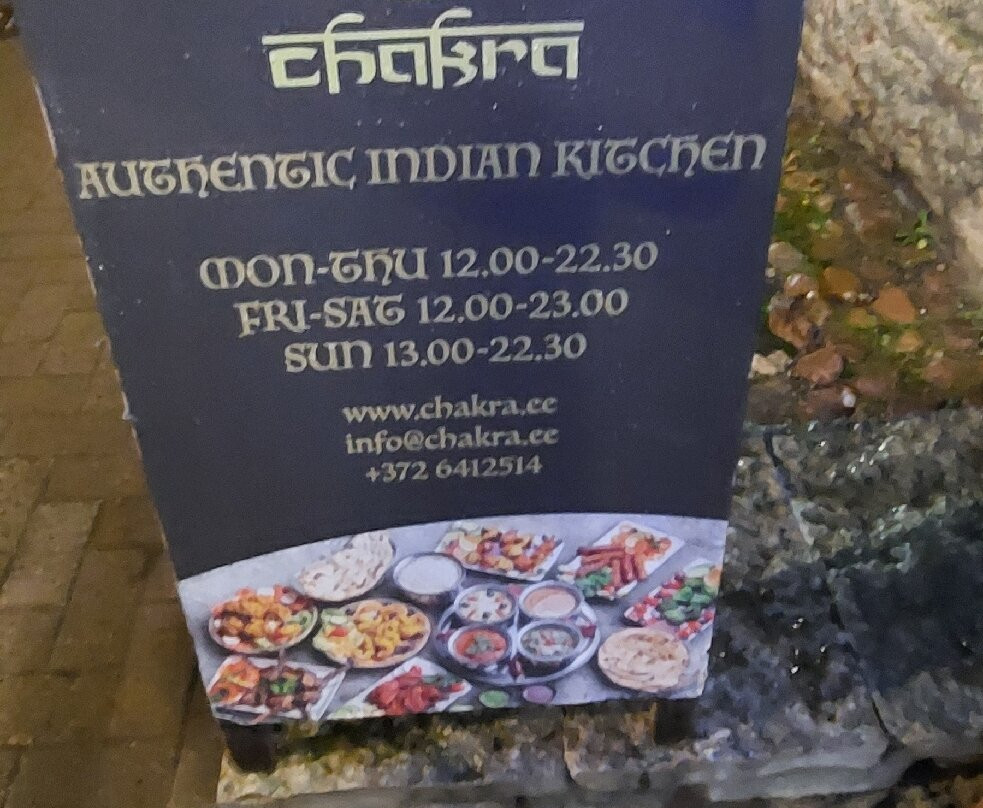 chakra
AUTHENTIC INDIAN KITCHEN
MON-THU 12.00-22.30
FRI-SAT 12.00-23.00
SUN 13.00-22.30
www.chakra.ee
info@chakra.ee
+372 6412514